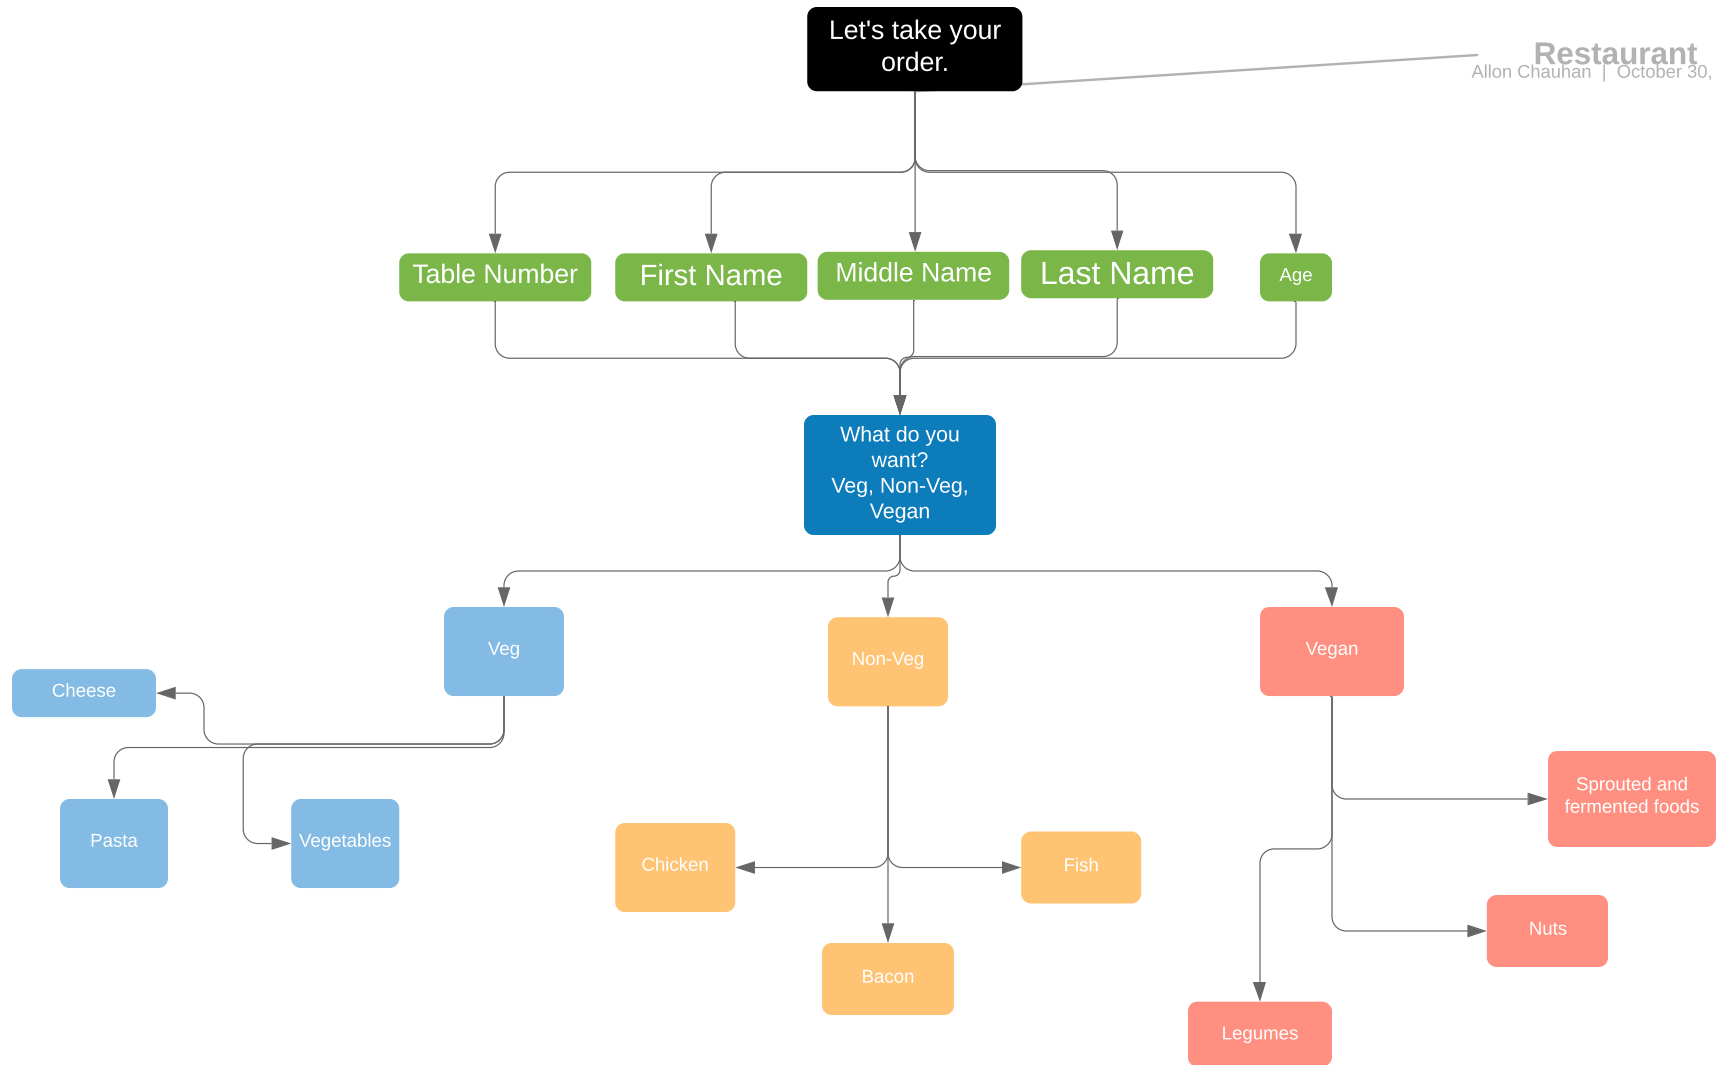 Let's take your
order.
Restaurant
Allon Chauhan | October 30,
Table Number
First Name
Middle Name
Last Name
Age
What do you
want?
Veg, Non-Veg,
Vegan
Veg
Non-Veg
Vegan
Cheese
Pasta
Vegetables
Chicken
Fish
Bacon
Sprouted and
fermented foods
Nuts
Legumes